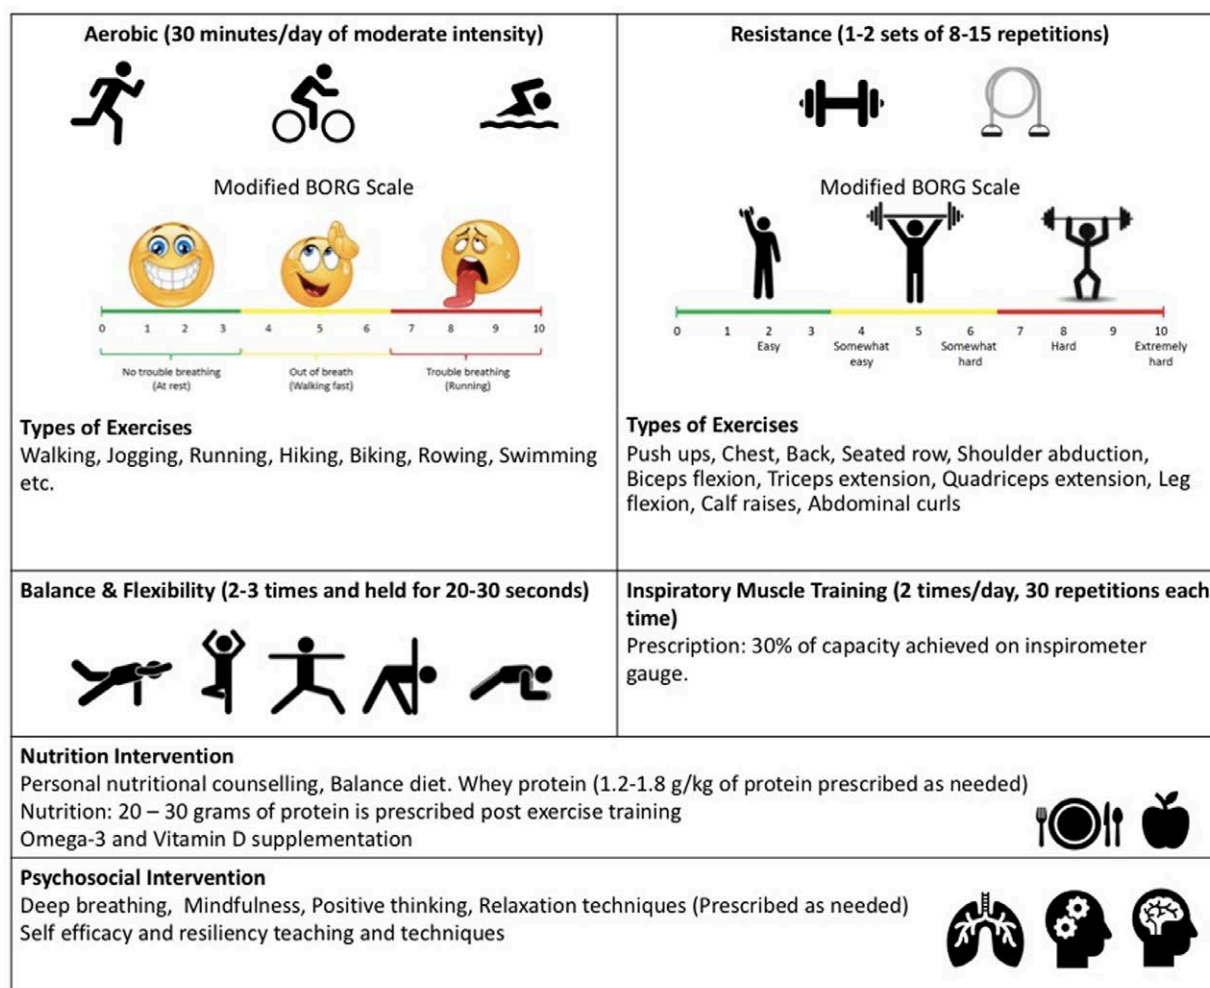 Aerobic (30 minutes/day of moderate intensity)
Modified BORG Scale
0 1 2 3 4 5 6 7 8 9 10
No trouble breathing
(At rest)
Out of breath
(Walking fast)
Trouble breathing
(Running)
Types of Exercises
Walking, Jogging, Running, Hiking, Biking, Rowing, Swimming
etc.
Resistance (1-2 sets of 8-15 repetitions)
Modified BORG Scale
0 1 2 3 4 5 6 7 8 9 10
Easy
Somewhat
easy
Somewhat
hard
Hard
Extremely
hard
Types of Exercises
Push ups, Chest, Back, Seated row, Shoulder abduction,
Biceps flexion, Triceps extension, Quadriceps extension, Leg
flexion, Calf raises, Abdominal curls
Balance & Flexibility (2-3 times and held for 20-30 seconds)
Inspiratory Muscle Training (2 times/day, 30 repetitions each
time)
Prescription: 30% of capacity achieved on inspirometer
gauge.
Nutrition Intervention
Personal nutritional counselling, Balance diet. Whey protein (1.2-1.8 g/kg of protein prescribed as needed)
Nutrition: 20 – 30 grams of protein is prescribed post exercise training
Omega-3 and Vitamin D supplementation
Psychosocial Intervention
Deep breathing, Mindfulness, Positive thinking, Relaxation techniques (Prescribed as needed)
Self efficacy and resiliency teaching and techniques